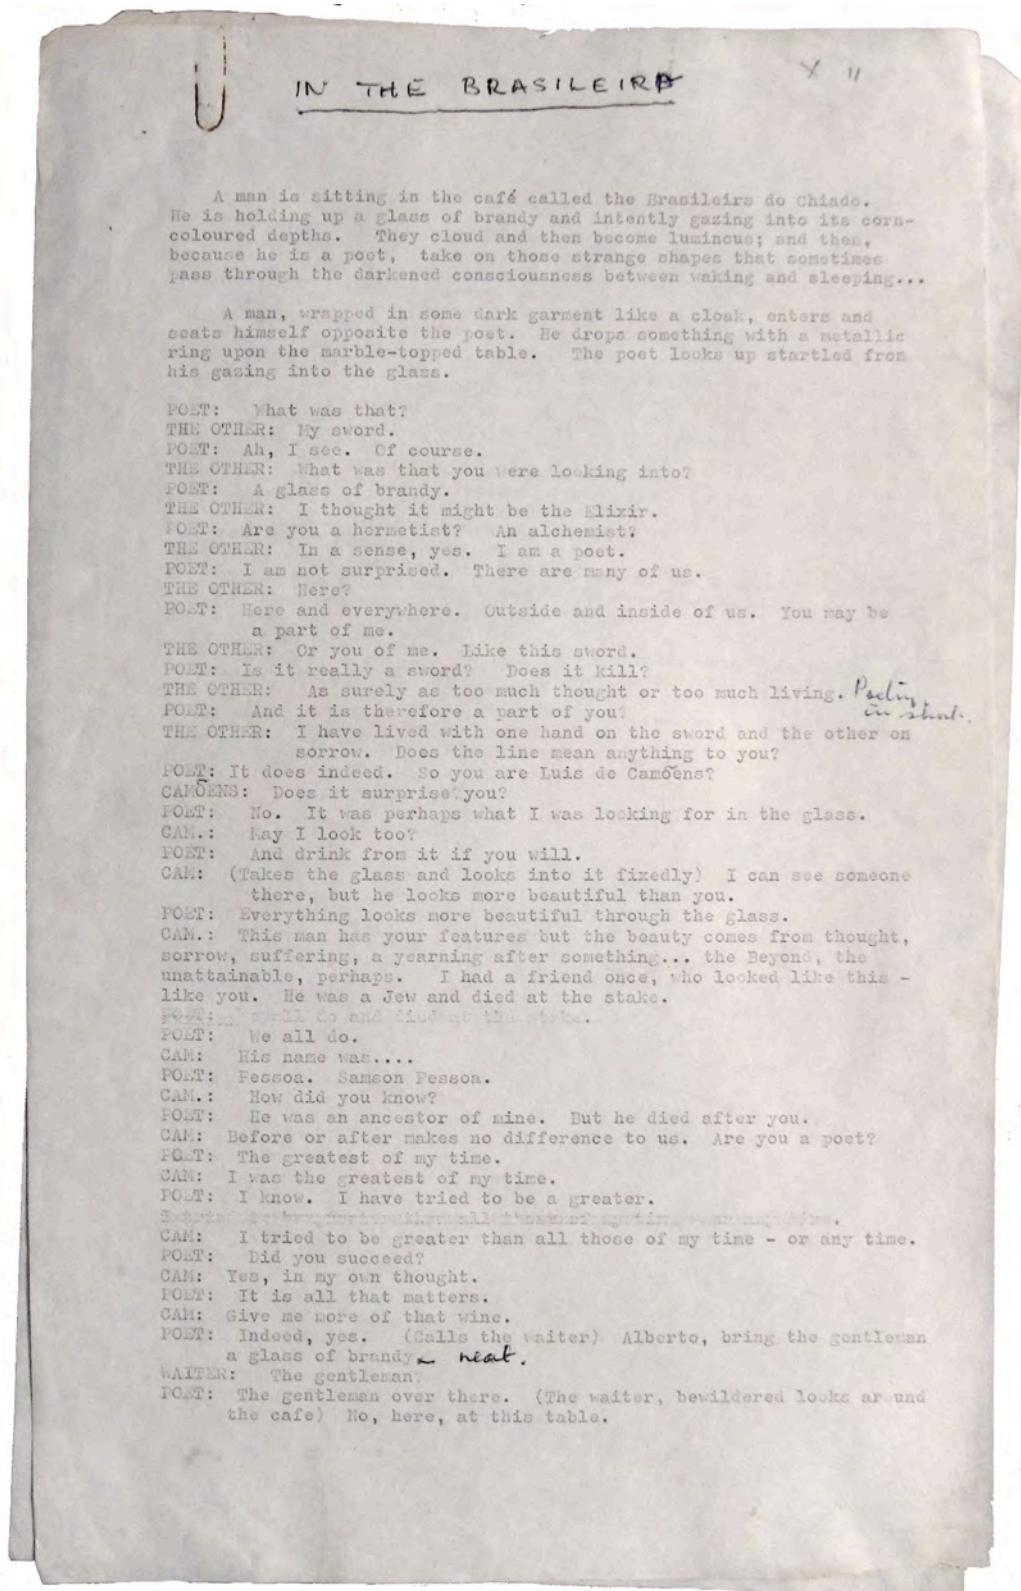 IN THE BRASILEIRA
X 11
A man is sitting in the café called the Brasileira do Chiado.
He is holding up a glass of brandy and intently gazing into its corn-
coloured depths. They cloud and then become luminous; and then,
because he is a poet, take on those strange shapes that sometimes
pass through the darkened consciousness between waking and sleeping...
A man, wrapped in some dark garment like a cloak, enters and
seats himself opposite the poet. He drops something with a metallic
ring upon the marble-topped table. The poet looks up startled from
his gazing into the glass.
POET: What was that?
THE OTHER: My sword.
POET: Ah, I see. Of course.
THE OTHER: What was that you were looking into?
POET: A glass of brandy.
THE OTHER: I thought it might be the Elixir.
POET: Are you a hermetist? An alchemist?
THE OTHER: In a sense, yes. I am a poet.
POET: I am not surprised. There are many of us.
THE OTHER: Here?
POET: Here and everywhere. Outside and inside of us. You may be
a part of me.
THE OTHER: Or you of me. Like this sword.
POET: Is it really a sword? Does it kill?
THE OTHER: As surely as too much thought or too much living. Poetry,
in short.
POET: And it is therefore a part of you?
THE OTHER: I have lived with one hand on the sword and the other on
sorrow. Does the line mean anything to you?
POET: It does indeed. So you are Luis de Camõens?
CAMÕENS: Does it surprise you?
POET: No. It was perhaps what I was looking for in the glass.
CAM.: May I look too?
POET: And drink from it if you will.
CAM: (Takes the glass and looks into it fixedly) I can see someone
there, but he looks more beautiful than you.
POET: Everything looks more beautiful through the glass.
CAM.: This man has your features but the beauty comes from thought,
sorrow, suffering, a yearning after something... the Beyond, the
unattainable, perhaps. I had a friend once, who looked like this -
like you. He was a Jew and died at the stake.
POET: We all do.
CAM: His name was....
POET: Pessoa. Samson Pessoa.
CAM.: How did you know?
POET: He was an ancestor of mine. But he died after you.
CAM: Before or after makes no difference to us. Are you a poet?
POET: The greatest of my time.
CAM: I was the greatest of my time.
POET: I know. I have tried to be a greater.
CAM: I tried to be greater than all those of my time - or any time.
POET: Did you succeed?
CAM: Yes, in my own thought.
POET: It is all that matters.
CAM: Give me more of that wine.
POET: Indeed, yes. (Calls the waiter) Alberto, bring the gentleman
a glass of brandy - neat.
WAITER: The gentleman?
POET: The gentleman over there. (The waiter, bewildered looks ar und
the cafe) No, here, at this table.